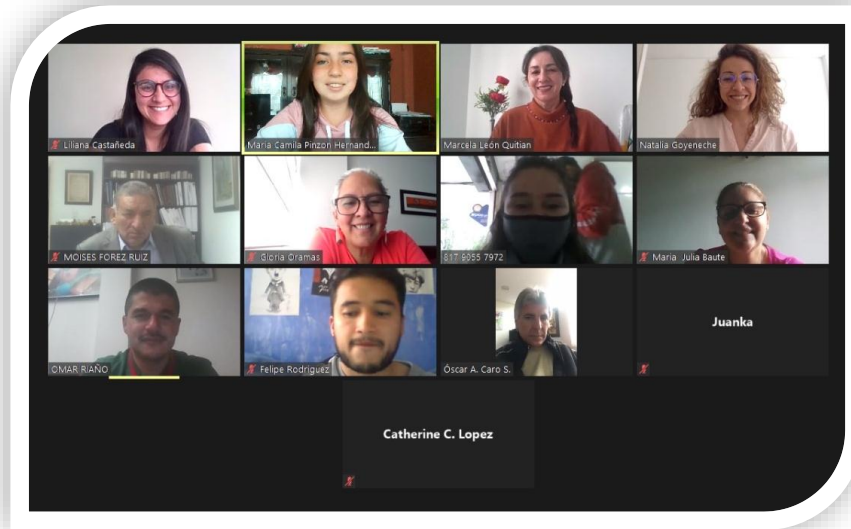 Liliana Castañeda
Maria Camila Pinzon Hernand...
Marcela León Quitian
Natalia Goyeneche
MOISES FOREZ RUIZ
Gloria Oramas
817 9055 7972
Maria Julia Baute
OMAR RIAÑO
Felipe Rodriguez
Óscar A. Caro S.
Juanka
Catherine C. Lopez